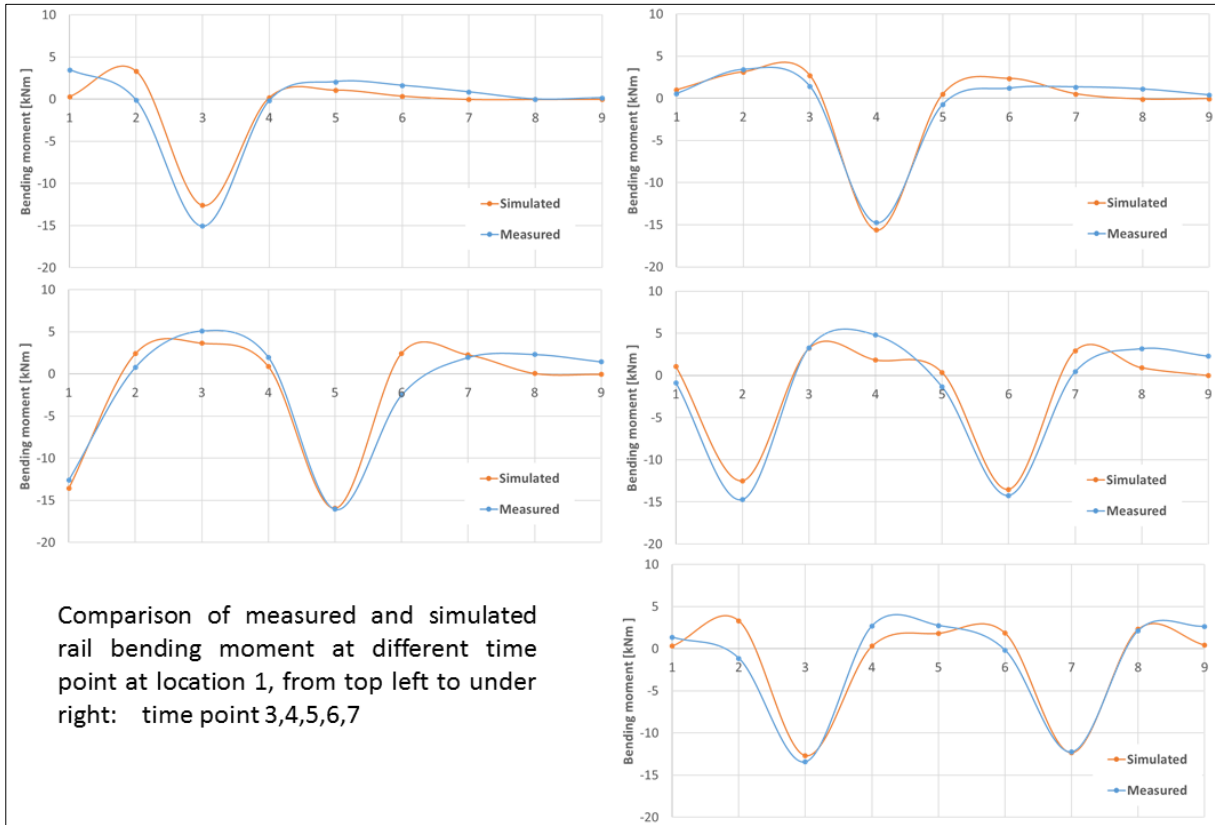 10
5
0
-5
-10
-15
-20
Bending moment [kNm ]
1 2 3 4 5 6 7 8 9
Simulated
Measured
10
5
0
-5
-10
-15
-20
Bending moment [kNm ]
1 2 3 4 5 6 7 8 9
Simulated
Measured
10
5
0
-5
-10
-15
-20
Bending moment [kNm ]
1 2 3 4 5 6 7 8 9
Simulated
Measured
10
5
0
-5
-10
-15
-20
Bending moment [kNm ]
1 2 3 4 5 6 7 8 9
Simulated
Measured
Comparison of measured and simulated
rail bending moment at different time
point at location 1, from top left to under
right: time point 3,4,5,6,7
10
5
0
-5
-10
-15
-20
Bending moment [kNm ]
1 2 3 4 5 6 7 8 9
Simulated
Measured